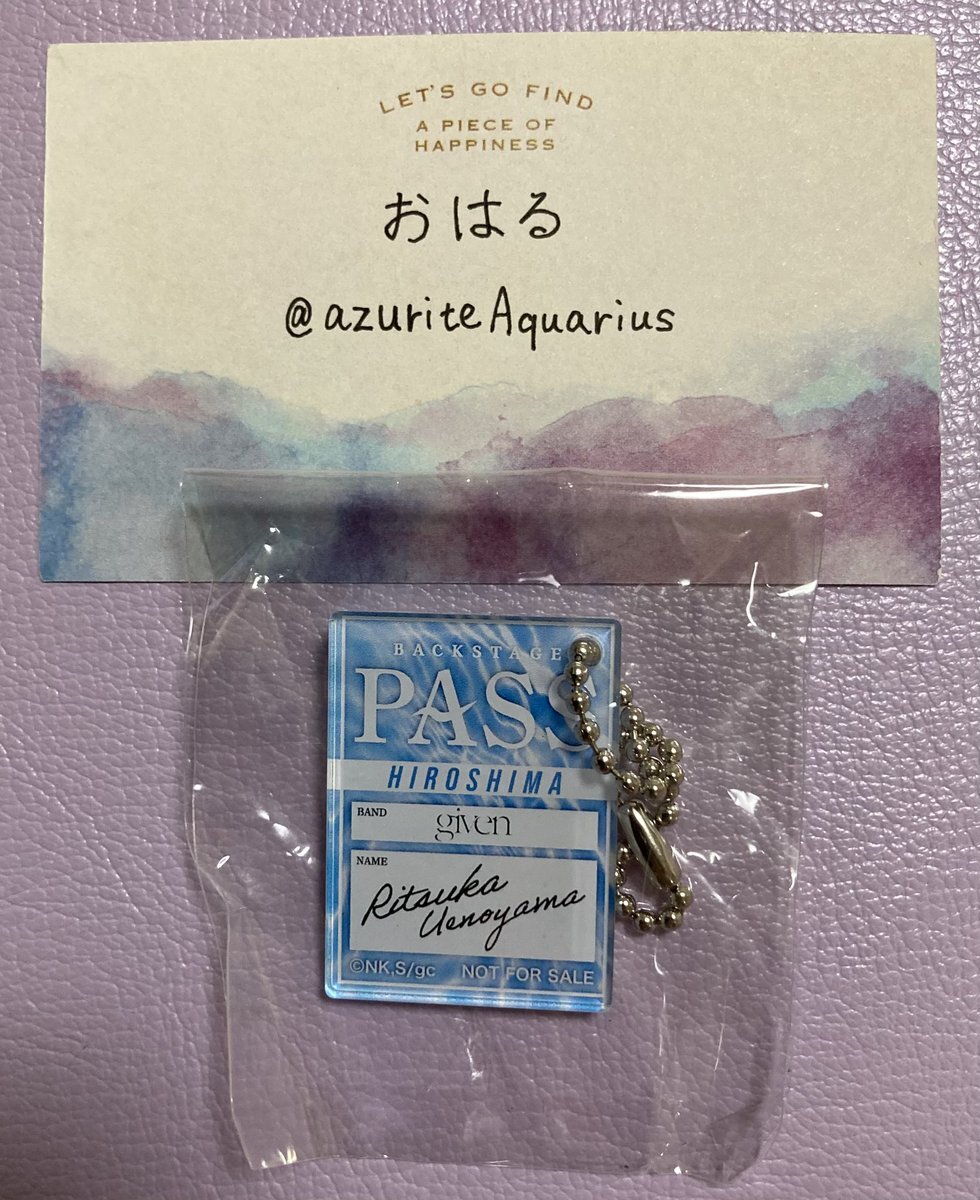 LET'S GO FIND
A PIECE OF
HAPPINESS
おはる
@azuriteAquarius
BACKSTAGE
PASS
HIROSHIMA
BAND
given
NAME
Ritsuka
Uenoyama
©NK,S/gc NOT FOR SALE